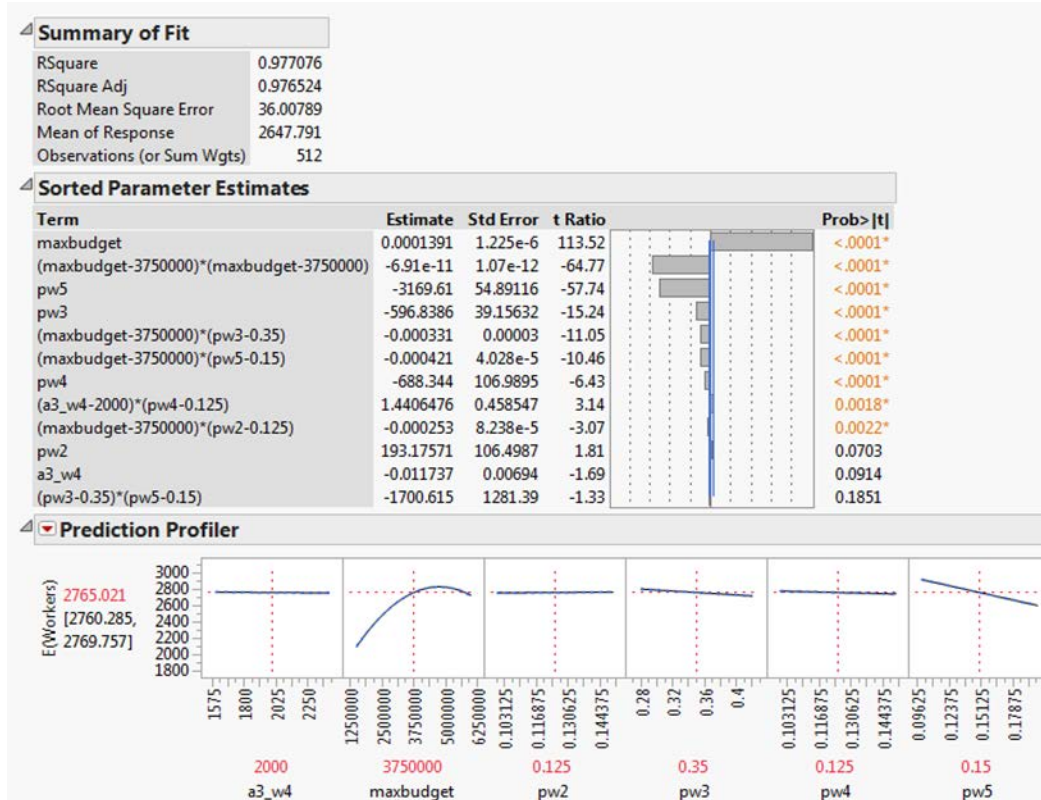 Summary of Fit
RSquare 0.977076
RSquare Adj 0.976524
Root Mean Square Error 36.00789
Mean of Response 2647.791
Observations (or Sum Wgts) 512
Sorted Parameter Estimates
Term Estimate Std Error t Ratio Prob>|t|
maxbudget 0.0001391 1.225e-6 113.52 <.0001*
(maxbudget-3750000)*(maxbudget-3750000) -6.91e-11 1.07e-12 -64.77 <.0001*
pw5 -3169.61 54.89116 -57.74 <.0001*
pw3 -596.8386 39.15632 -15.24 <.0001*
(maxbudget-3750000)*(pw3-0.35) -0.000331 0.00003 -11.05 <.0001*
(maxbudget-3750000)*(pw5-0.15) -0.000421 4.028e-5 -10.46 <.0001*
pw4 -688.344 106.9895 -6.43 <.0001*
(a3_w4-2000)*(pw4-0.125) 1.4406476 0.458547 3.14 0.0018*
(maxbudget-3750000)*(pw2-0.125) -0.000253 8.238e-5 -3.07 0.0022*
pw2 193.17571 106.4987 1.81 0.0703
a3_w4 -0.011737 0.00694 -1.69 0.0914
(pw3-0.35)*(pw5-0.15) -1700.615 1281.39 -1.33 0.1851
Prediction Profiler
E(Workers)
2765.021
[2760.285,
2769.757]
3000
2800
2600
2400
2200
2000
1800
1575 1800 2025 2250
1250000 2500000 3750000 5000000 6250000
0.103125 0.116875 0.130625 0.144375
0.28 0.32 0.36 0.4
0.103125 0.116875 0.130625 0.144375
0.09625 0.12375 0.15125 0.17875
2000 3750000 0.125 0.35 0.125 0.15
a3_w4 maxbudget pw2 pw3 pw4 pw5